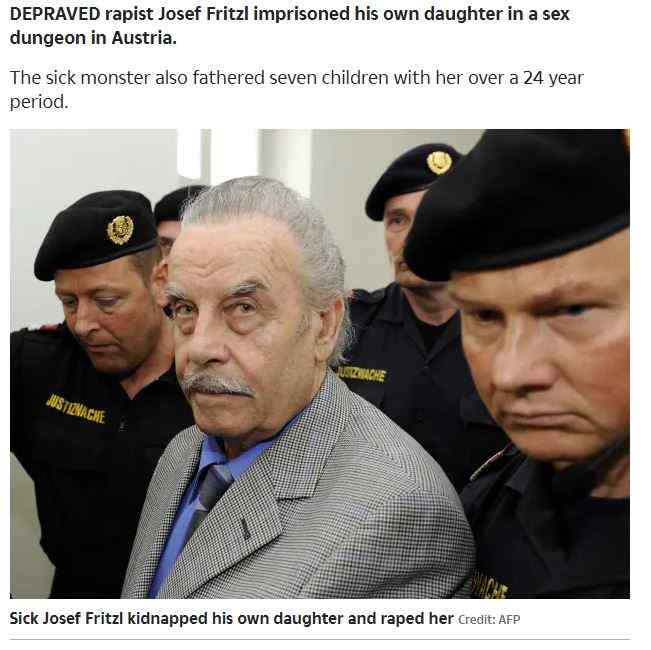 DEPRAVED rapist Josef Fritzl imprisoned his own daughter in a sex
dungeon in Austria.
The sick monster also fathered seven children with her over a 24 year
period.
JUSTIZWACHE
JUSTIZWACHE
Sick Josef Fritzl kidnapped his own daughter and raped her Credit: AFP